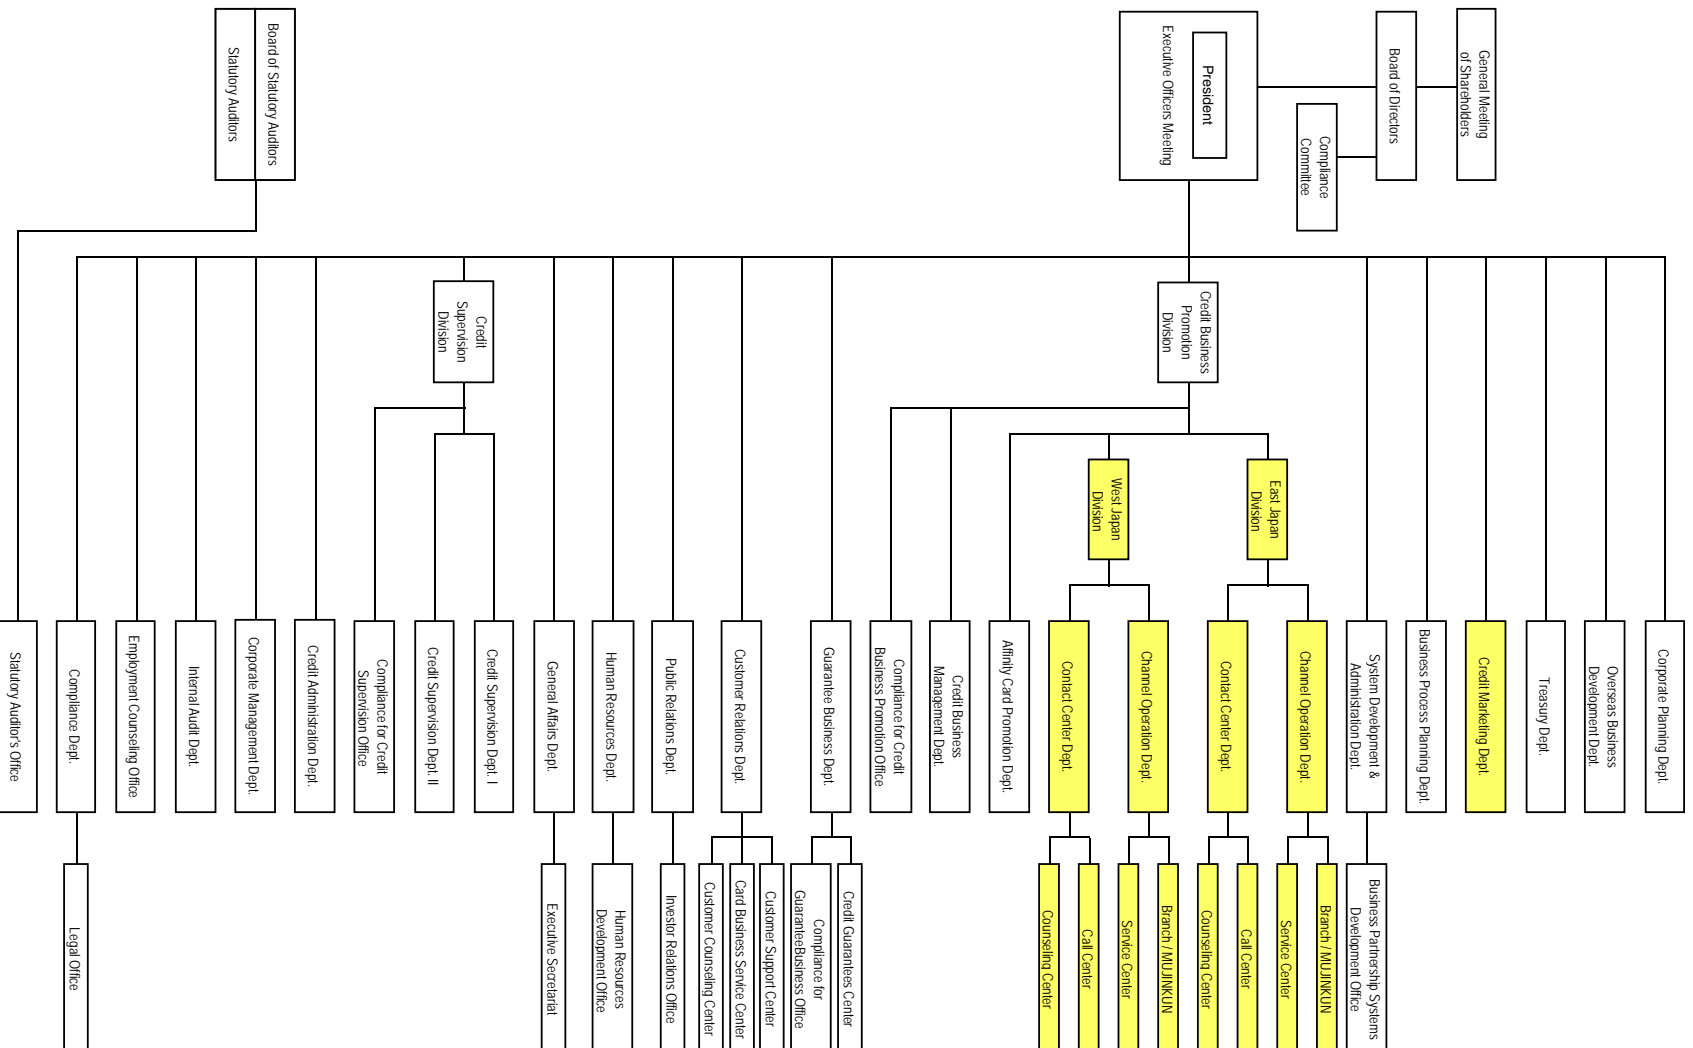 General Meeting
of Shareholders
Board of Directors
Compliance
Committee
President
Executive Officers Meeting
Board of Statutory Auditors
Statutory Auditors
Credit Business
Promotion
Division
Credit
Supervision
Division
East Japan
Division
West Japan
Division
Corporate Planning Dept.
Overseas Business
Development Dept.
Treasury Dept.
Credit Marketing Dept.
Business Process Planning Dept.
System Development &
Administration Dept.
Channel Operation Dept.
Contact Center Dept.
Channel Operation Dept.
Contact Center Dept.
Affinity Card Promotion Dept.
Credit Business
Management Dept.
Compliance for Credit
Business Promotion Office
Guarantee Business Dept.
Customer Relations Dept.
Public Relations Dept.
Human Resources Dept.
General Affairs Dept.
Credit Supervision Dept. I
Credit Supervision Dept. II
Compliance for Credit
Supervision Office
Credit Administration Dept.
Corporate Management Dept.
Internal Audit Dept.
Employment Counseling Office
Compliance Dept.
Statutory Auditor's Office
Business Partnership Systems
Development Office
Branch / MUJINKUN
Service Center
Call Center
Counseling Center
Branch / MUJINKUN
Service Center
Call Center
Counseling Center
Credit Guarantees Center
Compliance for
GuaranteeBusiness Office
Customer Support Center
Card Business Service Center
Customer Counseling Center
Investor Relations Office
Human Resources
Development Office
Executive Secretariat
Legal Office